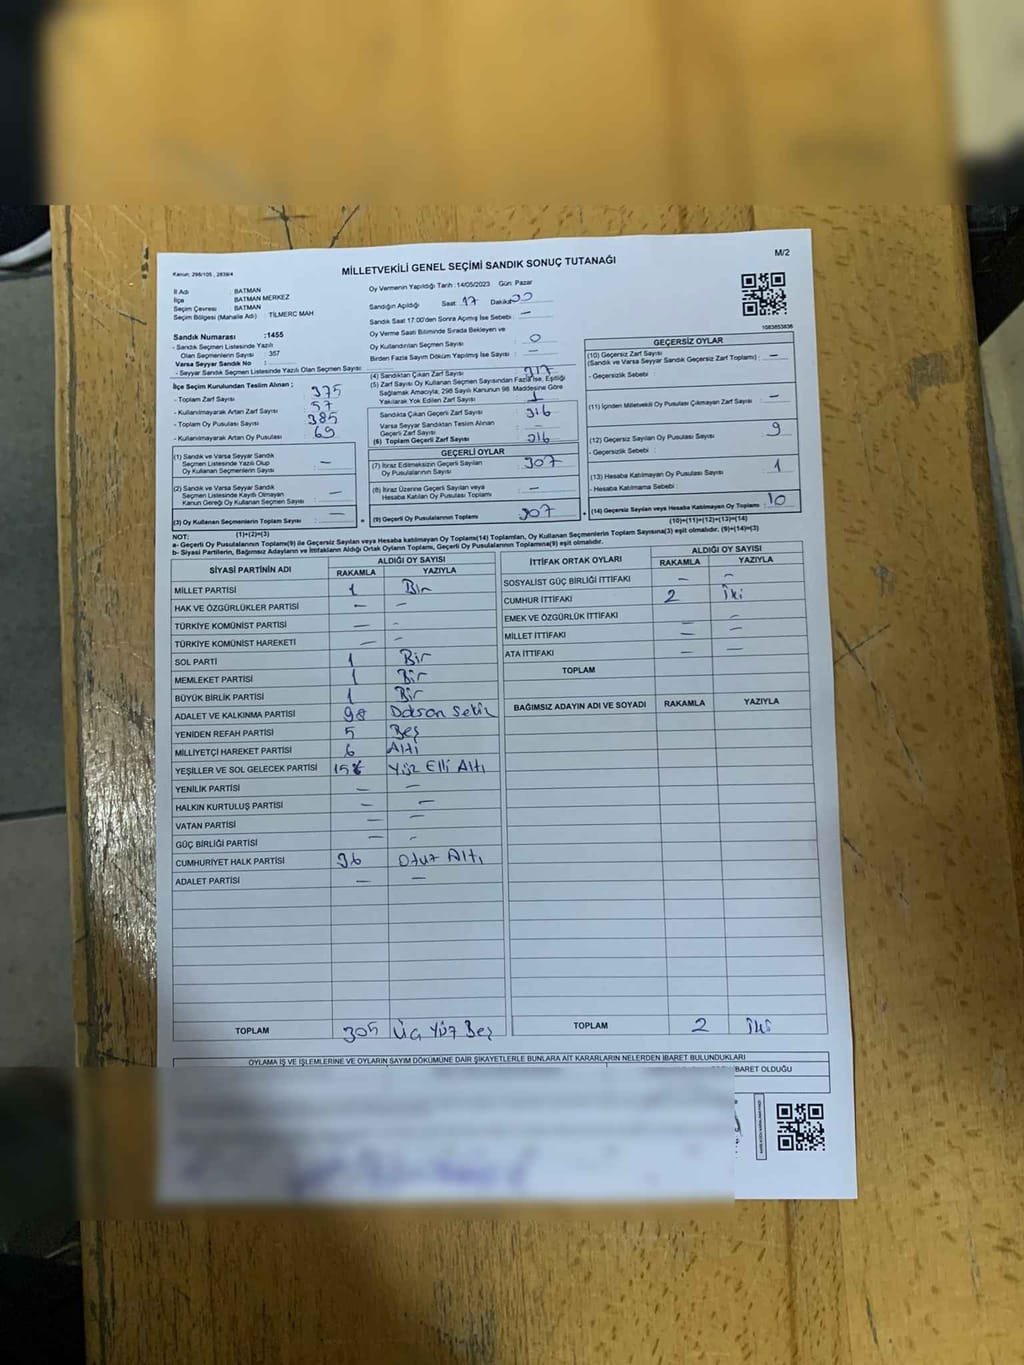 Kanun: 298/105 , 2839/4
MİLLETVEKİLİ GENEL SEÇİMİ SANDIK SONUÇ TUTANAĞI
M/2
İl Adı : BATMAN
İlçe BATMAN MERKEZ
Seçim Çevresi : BATMAN
Seçim Bölgesi (Mahalle Adı) : TİLMERC MAH
Sandık Numarası :1455
- Sandık Seçmen Listesinde Yazılı
Olan Seçmenlerin Sayısı : 357
Varsa Seyyar Sandık No :
- Seyyar Sandık Seçmen Listesinde Yazılı Olan Seçmen Sayısı
İlçe Seçim Kurulundan Teslim Alınan ;
- Toplam Zarf Sayısı : 375
- Kullanılmayarak Artan Zarf Sayısı : 57
- Toplam Oy Pusulası Sayısı : 385
- Kullanılmayarak Artan Oy Pusulası : 69
(1) Sandık ve Varsa Seyyar Sandık
Seçmen Listesinde Yazılı Olup
Oy Kullanan Seçmenlerin Sayısı : —
(2) Sandık ve Varsa Seyyar Sandık
Seçmen Listesinde Kayıtlı Olmayan
Kanun Gereği Oy Kullanan Seçmen Sayısı : —
(3) Oy Kullanan Seçmenlerin Toplam Sayısı : —
(1)+(2)=(3)
Oy Vermenin Yapıldığı Tarih :14/05/2023 Gün: Pazar
Sandığın Açıldığı Saat: 17 Dakika:
Sandık Saat 17:00'den Sonra Açılmış İse Sebebi : —
Oy Verme Saati Bitiminde Sırada Bekleyen ve
Oy Kullandırılan Seçmen Sayısı : 0
Birden Fazla Sayım Döküm Yapılmış İse Sayısı : —
(4) Sandıktan Çıkan Zarf Sayısı : 317
(5) Zarf Sayısı Oy Kullanan Seçmen Sayısından Fazla İse, Eşitliği
Sağlamak Amacıyla, 298 Sayılı Kanunun 98. Maddesine Göre
Yakılarak Yok Edilen Zarf Sayısı : 1
Sandıkta Çıkan Geçerli Zarf Sayısı : 316
Varsa Seyyar Sandıktan Teslim Alınan
Geçerli Zarf Sayısı : —
(6) Toplam Geçerli Zarf Sayısı : 316
GEÇERLİ OYLAR
(7) İtiraz Edilmeksizin Geçerli Sayılan
Oy Pusulalarının Sayısı : 307
(8) İtiraz Üzerine Geçerli Sayılan veya
Hesaba Katılan Oy Pusulası Toplamı : —
(9) Geçerli Oy Pusulalarının Toplamı : 307
1083853836
GEÇERSİZ OYLAR
(10) Geçersiz Zarf Sayısı
(Sandık ve Varsa Seyyar Sandık Geçersiz Zarf Toplamı) : —
- Geçersizlik Sebebi :
(11) İçinden Milletvekili Oy Pusulası Çıkmayan Zarf Sayısı : —
(12) Geçersiz Sayılan Oy Pusulası Sayısı : 9
- Geçersizlik Sebebi :
(13) Hesaba Katılmayan Oy Pusulası Sayısı : 1
- Hesaba Katılmama Sebebi :
(14) Geçersiz Sayılan veya Hesaba Katılmayan Oy Toplamı : 10
(10)+(11)+(12)+(13)=(14)
NOT:
a- Geçerli Oy Pusulalarının Toplamı(9) ile Geçersiz Sayılan veya Hesaba Katılmayan Oy Toplamı(14) Toplamları, Oy Kullanan Seçmenlerin Toplam Sayısına(3) eşit olmalıdır. (9)+(14)=(3)
b- Siyasi Partilerin, Bağımsız Adayların ve İttifakların Aldığı Ortak Oyların Toplamı, Geçerli Oy Pusulalarının Toplamına(9) eşit olmalıdır.
SİYASİ PARTİNİN ADI ALDIĞI OY SAYISI
RAKAMLA YAZIYLA
MİLLET PARTİSİ 1 Bir
HAK VE ÖZGÜRLÜKLER PARTİSİ — —
TÜRKİYE KOMÜNİST PARTİSİ — -
TÜRKİYE KOMÜNİST HAREKETİ — -
SOL PARTİ 1 Bir
MEMLEKET PARTİSİ 1 Bir
BÜYÜK BİRLİK PARTİSİ 1 Bir
ADALET VE KALKINMA PARTİSİ 98 Doksan Sekiz
YENİDEN REFAH PARTİSİ 5 Beş
MİLLİYETÇİ HAREKET PARTİSİ 6 Altı
YEŞİLLER VE SOL GELECEK PARTİSİ 156 Yüz Elli Altı
YENİLİK PARTİSİ — —
HALKIN KURTULUŞ PARTİSİ — —
VATAN PARTİSİ — —
GÜÇ BİRLİĞİ PARTİSİ — -
CUMHURİYET HALK PARTİSİ 36 Otuz Altı
ADALET PARTİSİ — —
TOPLAM 305 Üç Yüz Beş
İTTİFAK ORTAK OYLARI ALDIĞI OY SAYISI
RAKAMLA YAZIYLA
SOSYALİST GÜÇ BİRLİĞİ İTTİFAKI — —
CUMHUR İTTİFAKI 2 İki
EMEK VE ÖZGÜRLÜK İTTİFAKI — —
MİLLET İTTİFAKI — —
ATA İTTİFAKI — —
TOPLAM
BAĞIMSIZ ADAYIN ADI VE SOYADI RAKAMLA YAZIYLA
TOPLAM 2 İki
OYLAMA İŞ VE İŞLEMLERİNE VE OYLARIN SAYIM DÖKÜMÜNE DAİR ŞİKAYETLERLE BUNLARA AİT KARARLARIN NELERDEN İBARET BULUNDUKLARI
İBARET OLDUĞU